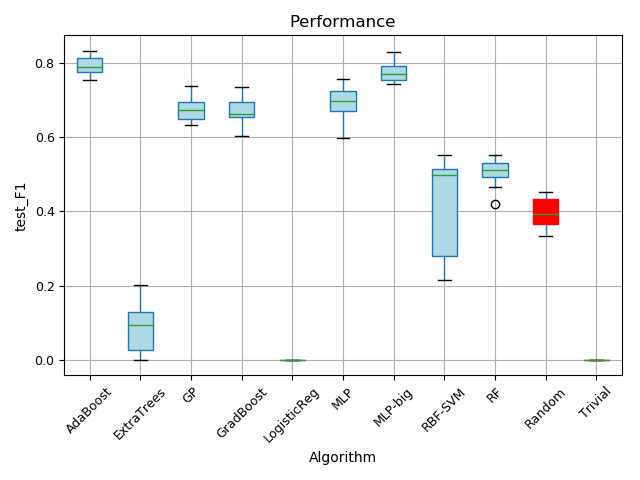 Performance
test_F1
0.8
0.6
0.4
0.2
0.0
AdaBoost
ExtraTrees
GP
GradBoost
LogisticReg
MLP
MLP-big
RBF-SVM
RF
Random
Trivial
Algorithm